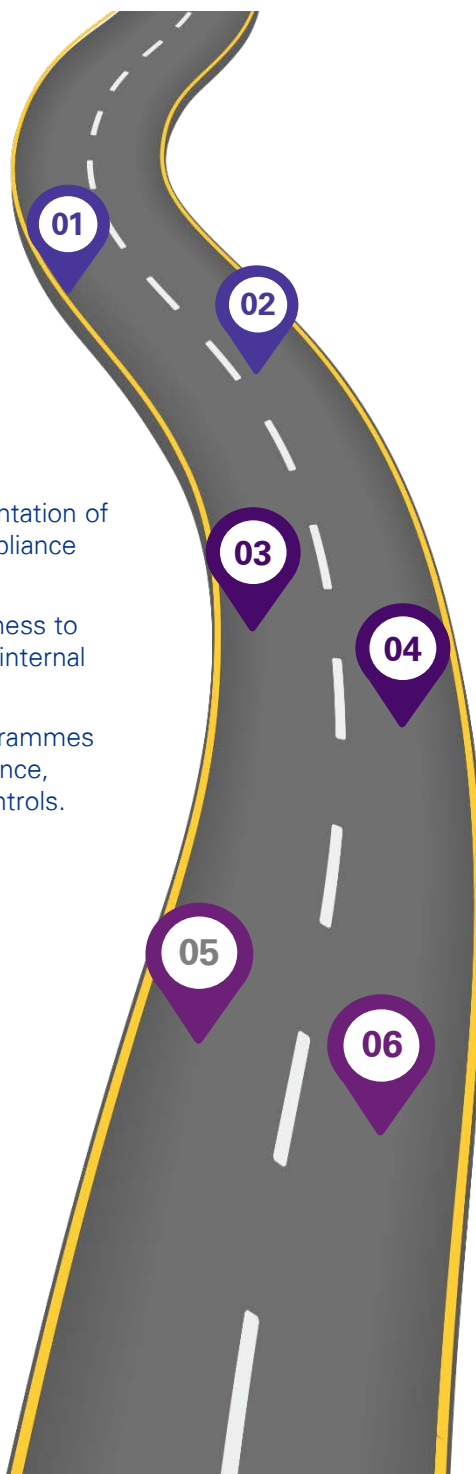 01
02
ntation of
pliance
03
ness to
internal
04
rammes
nce,
ntrols.
05
06